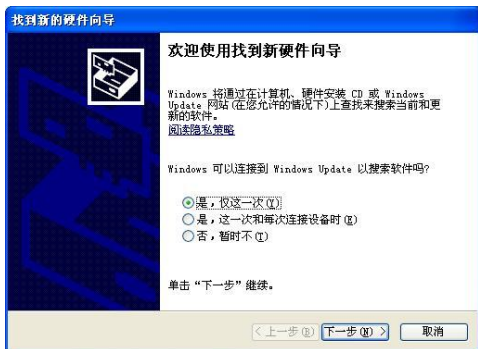 找到新的硬件向导
欢迎使用找到新硬件向导
Windows 将通过在计算机、硬件安装 CD 或 Windows
Update 网站(在您允许的情况下)上查找来搜索当前和更
新的软件。
阅读隐私策略
Windows 可以连接到 Windows Update 以搜索软件吗?
是，仅这一次(Y)
是，这一次和每次连接设备时(E)
否，暂时不(T)
单击“下一步”继续。
< 上一步(B) 下一步(N) > 取消